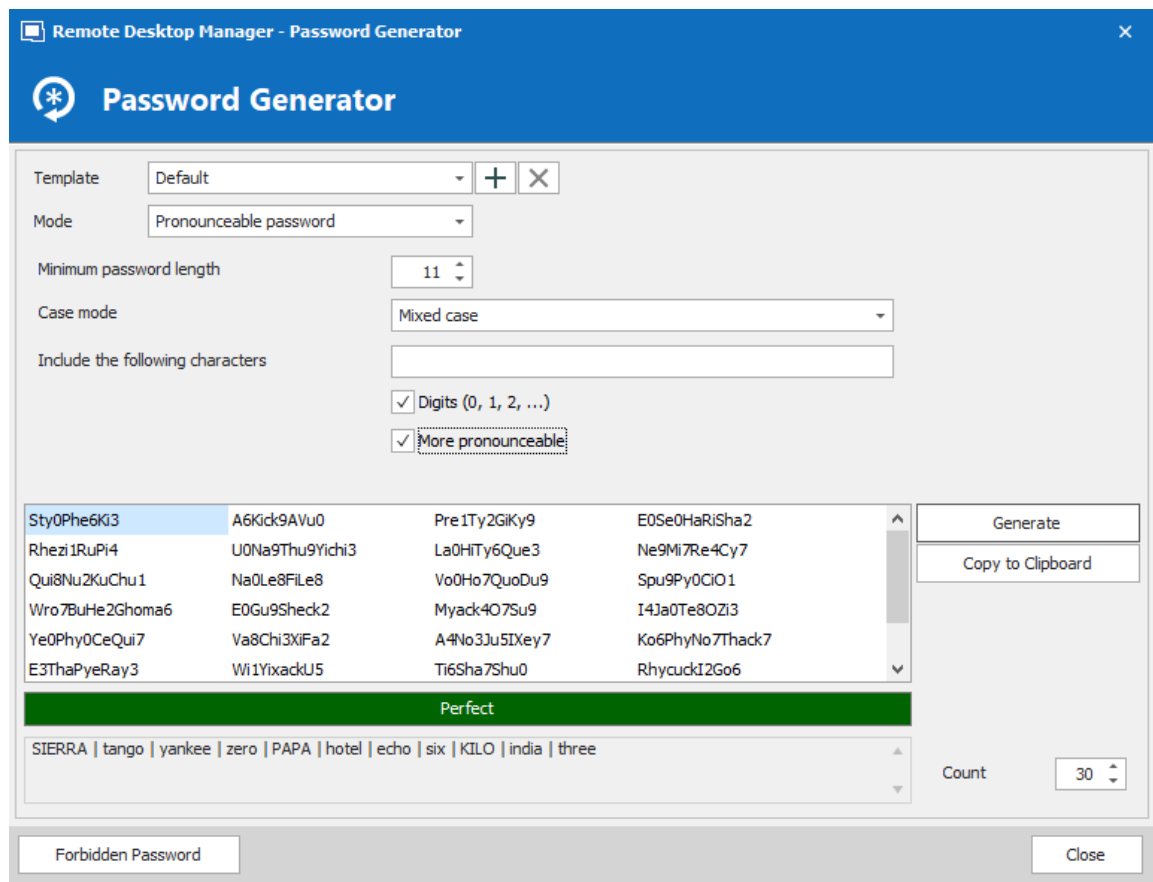 Remote Desktop Manager - Password Generator
Password Generator
Template Default
Mode Pronounceable password
Minimum password length 11
Case mode Mixed case
Include the following characters
Digits (0, 1, 2, ...)
More pronounceable
Sty0Phe6Ki3 A6Kick9AVu0 Pre1Ty2GiKy9 E0Se0HaRiSha2 Generate
Rhezi1RuPi4 U0Na9Thu9Yichi3 La0HiTy6Que3 Ne9Mi7Re4Cy7
Copy to Clipboard
Qui8Nu2KuChu1 Na0Le8FiLe8 Vo0Ho7QuoDu9 Spu9Py0CiO1
Wro7BuHe2Ghoma6 E0Gu9Sheck2 Myack4O7Su9 I4Ja0Te8OZi3
Ye0Phy0CeQui7 Va8Chi3XiFa2 A4No3Ju5IXey7 Ko6PhyNo7Thack7
E3ThaPyeRay3 Wi1YixackU5 Ti6Sha7Shu0 RhycuckI2Go6
Perfect
SIERRA | tango | yankee | zero | PAPA | hotel | echo | six | KILO | india | three
Count 30
Forbidden Password Close